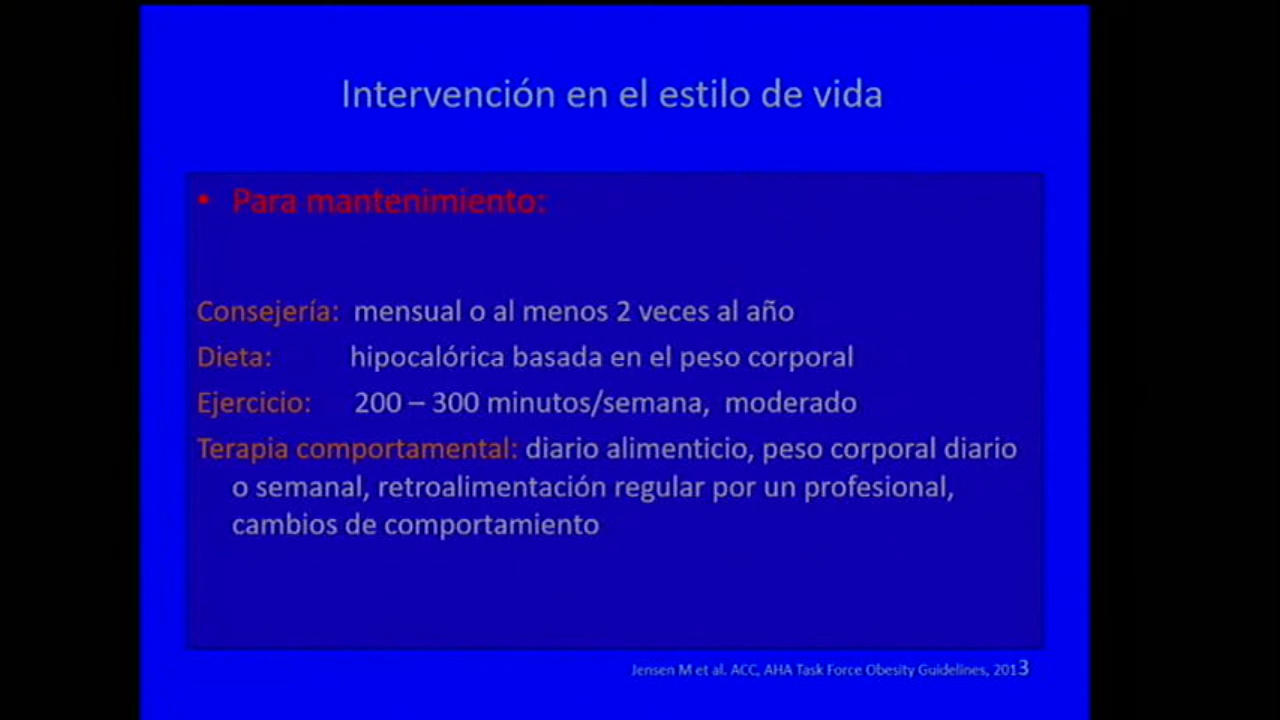 Intervención en el estilo de vida
• Para mantenimiento:
Consejería: mensual o al menos 2 veces al año
Dieta: hipocalórica basada en el peso corporal
Ejercicio: 200 – 300 minutos/semana, moderado
Terapia comportamental: diario alimenticio, peso corporal diario
o semanal, retroalimentación regular por un profesional,
cambios de comportamiento
Jensen M et al. ACC, AHA Task Force Obesity Guidelines, 2013